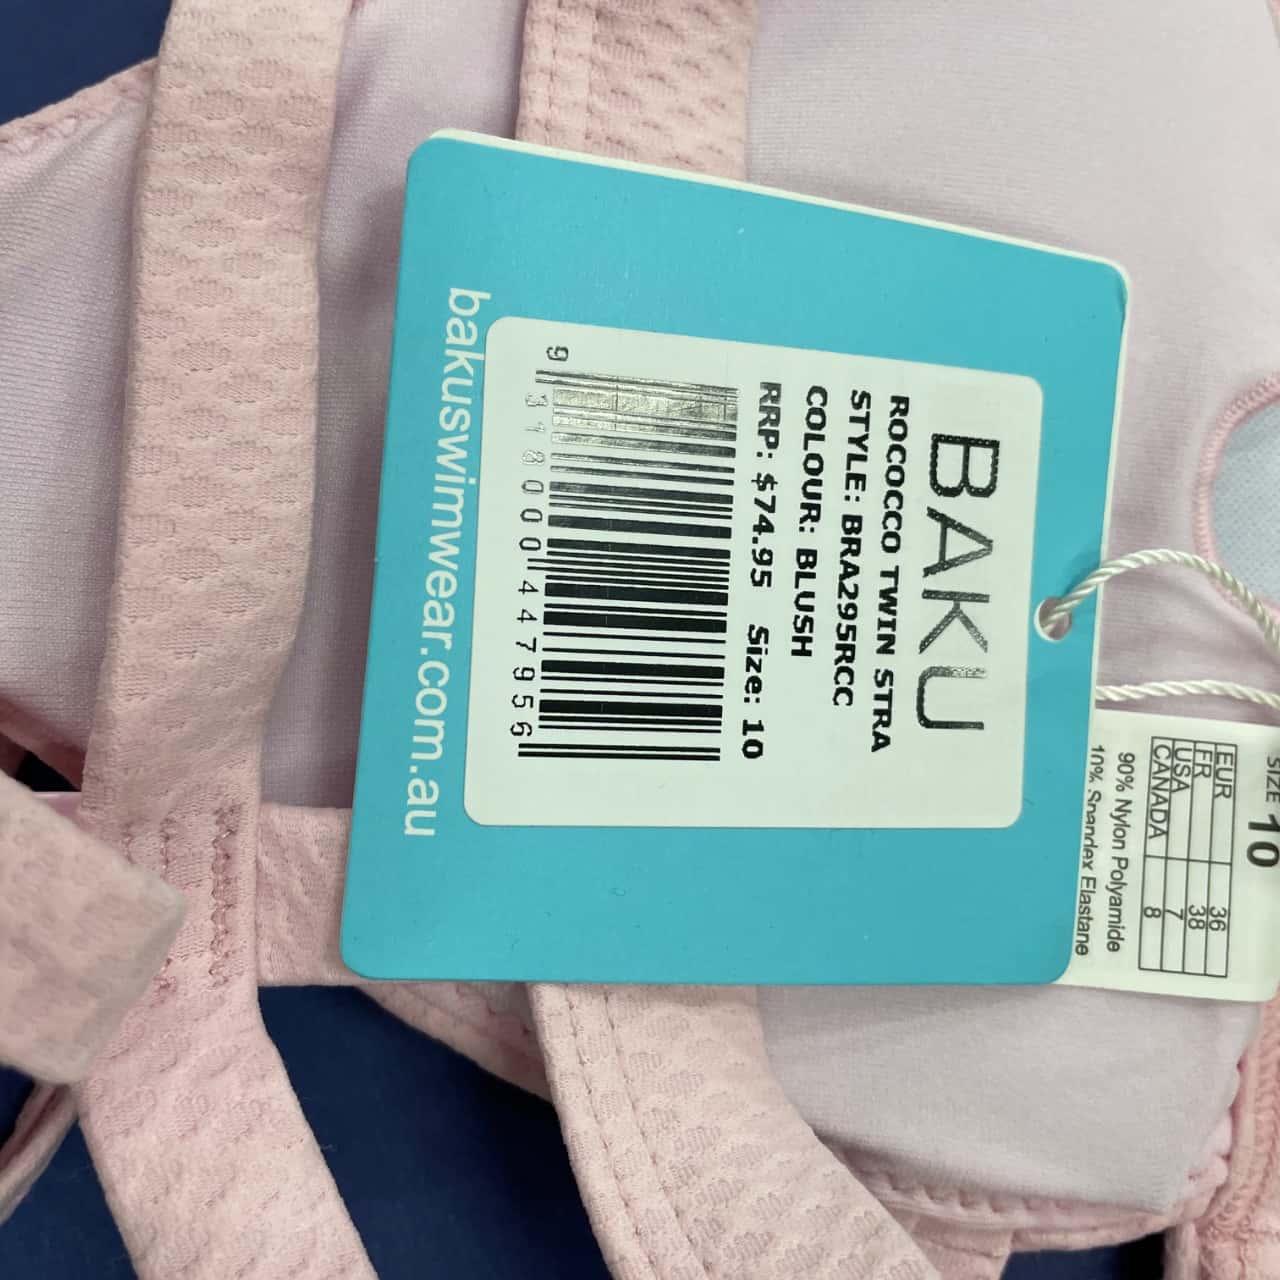 BAKU
ROCOCCO TWIN STRA
STYLE: BRA295RCC
COLOUR: BLUSH
RRP: $74.95 Size: 10
9 318000 447956
bakuswimwear.com.au
SIZE 10
EUR 36
FR 38
USA 7
CANADA 8
90% Nylon Polyamide
10% Spandex Elastane